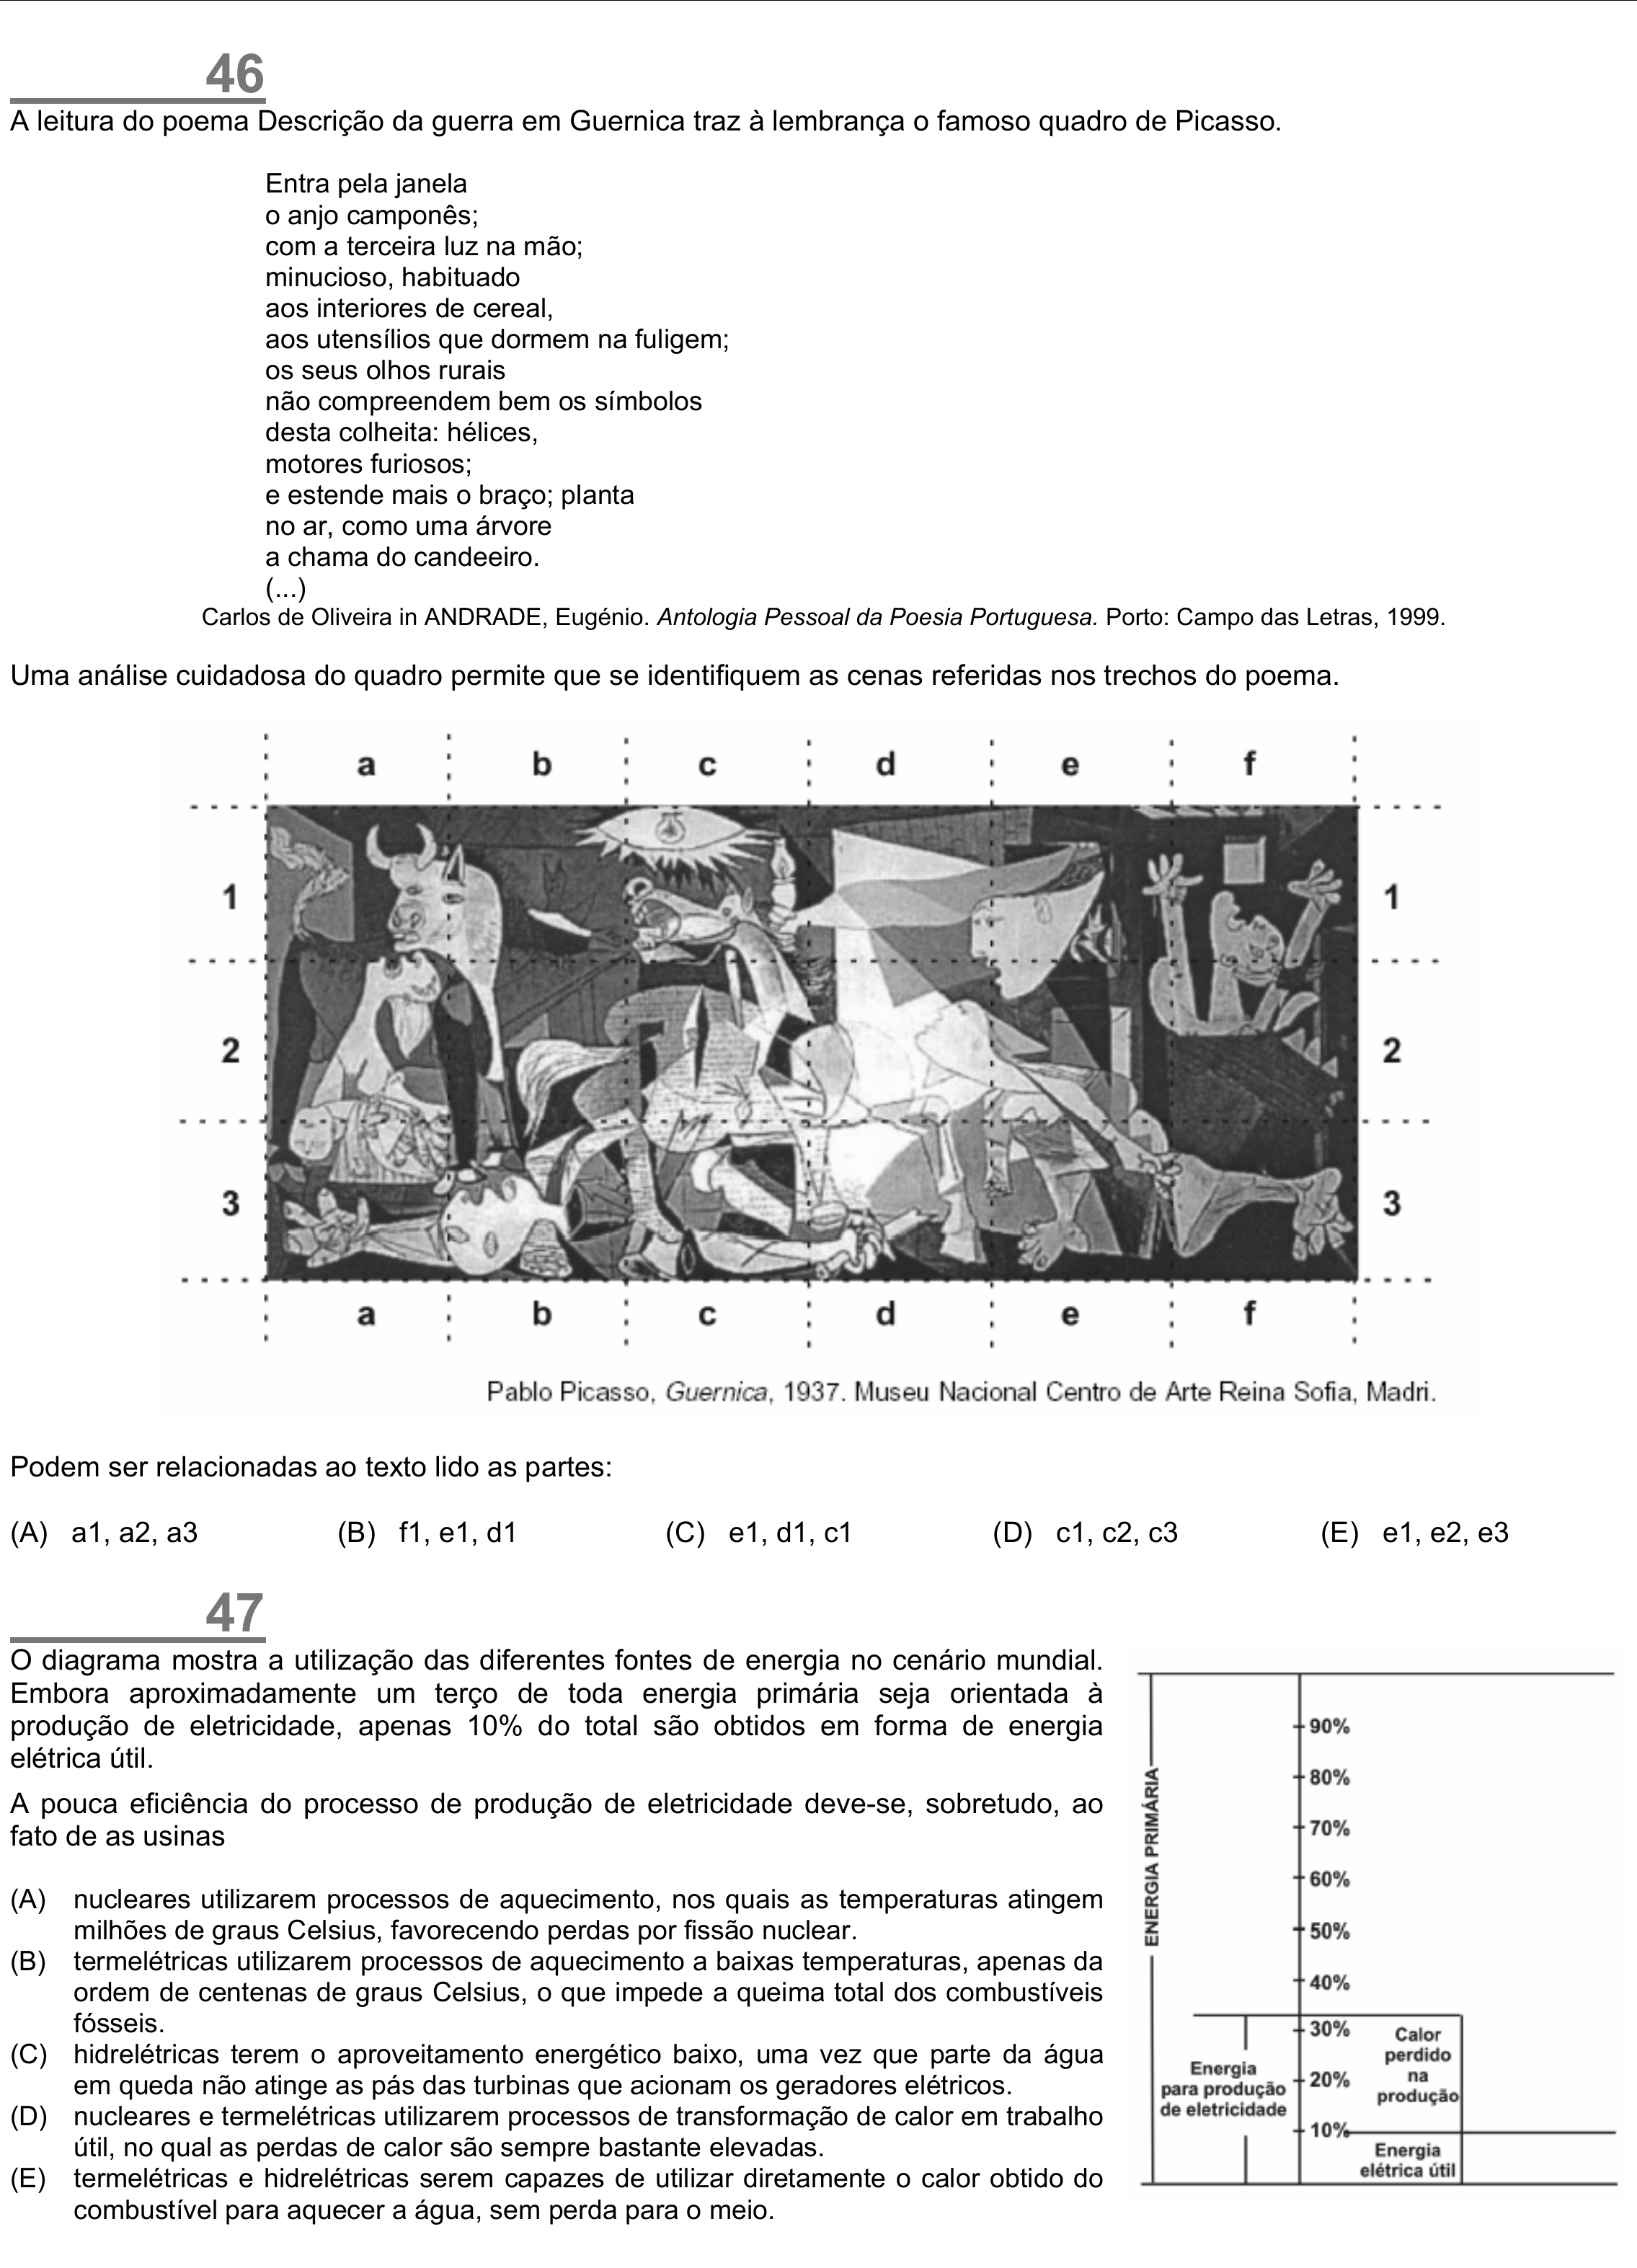 46
A leitura do poema Descrição da guerra em Guernica traz à lembrança o famoso quadro de Picasso.
Entra pela janela
o anjo camponês;
com a terceira luz na mão;
minucioso, habituado
aos interiores de cereal,
aos utensílios que dormem na fuligem;
os seus olhos rurais
não compreendem bem os símbolos
desta colheita: hélices,
motores furiosos;
e estende mais o braço; planta
no ar, como uma árvore
a chama do candeeiro.
(...)
Carlos de Oliveira in ANDRADE, Eugénio. Antologia Pessoal da Poesia Portuguesa. Porto: Campo das Letras, 1999.
Uma análise cuidadosa do quadro permite que se identifiquem as cenas referidas nos trechos do poema.
a b c d e f
1 1
2 2
3 3
a b c d e f
Pablo Picasso, Guernica, 1937. Museu Nacional Centro de Arte Reina Sofia, Madri.
Podem ser relacionadas ao texto lido as partes:
(A) a1, a2, a3 (B) f1, e1, d1 (C) e1, d1, c1 (D) c1, c2, c3 (E) e1, e2, e3
47
O diagrama mostra a utilização das diferentes fontes de energia no cenário mundial.
Embora aproximadamente um terço de toda energia primária seja orientada à
produção de eletricidade, apenas 10% do total são obtidos em forma de energia
elétrica útil.
A pouca eficiência do processo de produção de eletricidade deve-se, sobretudo, ao
fato de as usinas
(A) nucleares utilizarem processos de aquecimento, nos quais as temperaturas atingem
milhões de graus Celsius, favorecendo perdas por fissão nuclear.
(B) termelétricas utilizarem processos de aquecimento a baixas temperaturas, apenas da
ordem de centenas de graus Celsius, o que impede a queima total dos combustíveis
fósseis.
(C) hidrelétricas terem o aproveitamento energético baixo, uma vez que parte da água
em queda não atinge as pás das turbinas que acionam os geradores elétricos.
(D) nucleares e termelétricas utilizarem processos de transformação de calor em trabalho
útil, no qual as perdas de calor são sempre bastante elevadas.
(E) termelétricas e hidrelétricas serem capazes de utilizar diretamente o calor obtido do
combustível para aquecer a água, sem perda para o meio.
ENERGIA PRIMÁRIA
90%
80%
70%
60%
50%
40%
30%
20%
10%
Energia
para produção
de eletricidade
Calor
perdido
na
produção
Energia
elétrica útil